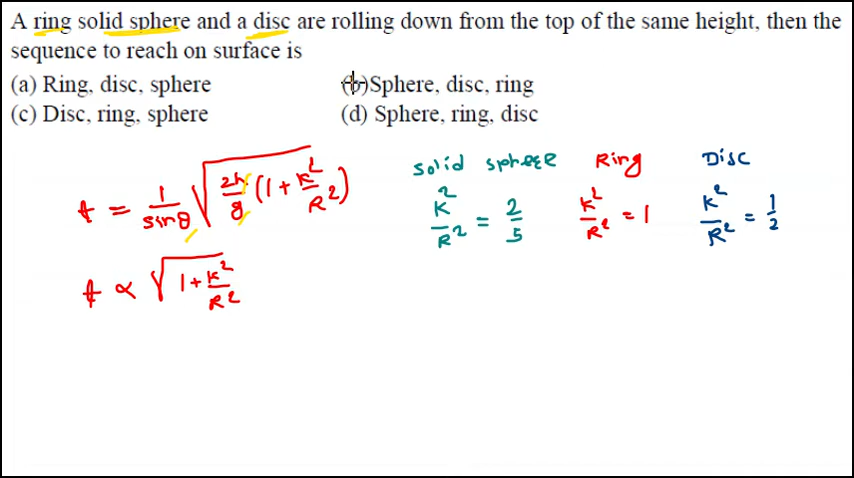 A ring solid sphere and a disc are rolling down from the top of the same height, then the
sequence to reach on surface is
(a) Ring, disc, sphere (b) Sphere, disc, ring
(c) Disc, ring, sphere (d) Sphere, ring, disc
Solid sphere Ring Disc
t = 1/sinθ √(2h/g (1 + K²/R²)) K²/R² = 2/5 K²/R² = 1 K²/R² = 1/2
t ∝ √(1 + K²/R²)